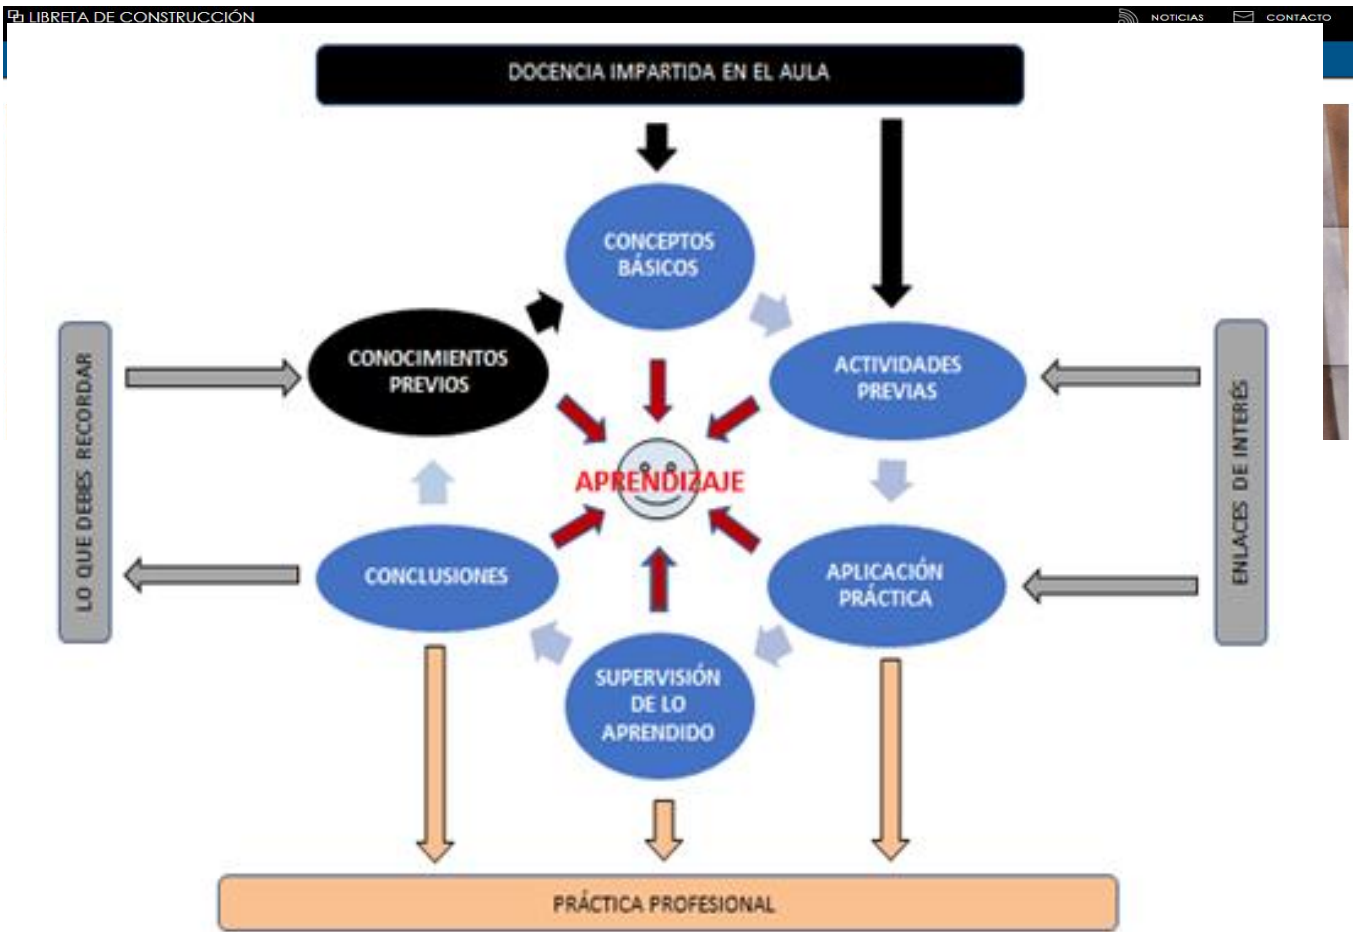 LIBRETA DE CONSTRUCCIÓN
NOTICIAS
CONTACTO
DOCENCIA IMPARTIDA EN EL AULA
CONCEPTOS
BÁSICOS
CONOCIMIENTOS
PREVIOS
ACTIVIDADES
PREVIAS
LO QUE DEBES RECORDAR
APRENDIZAJE
ENLACES DE INTERÉS
CONCLUSIONES
APLICACIÓN
PRÁCTICA
SUPERVISIÓN
DE LO
APRENDIDO
PRÁCTICA PROFESIONAL